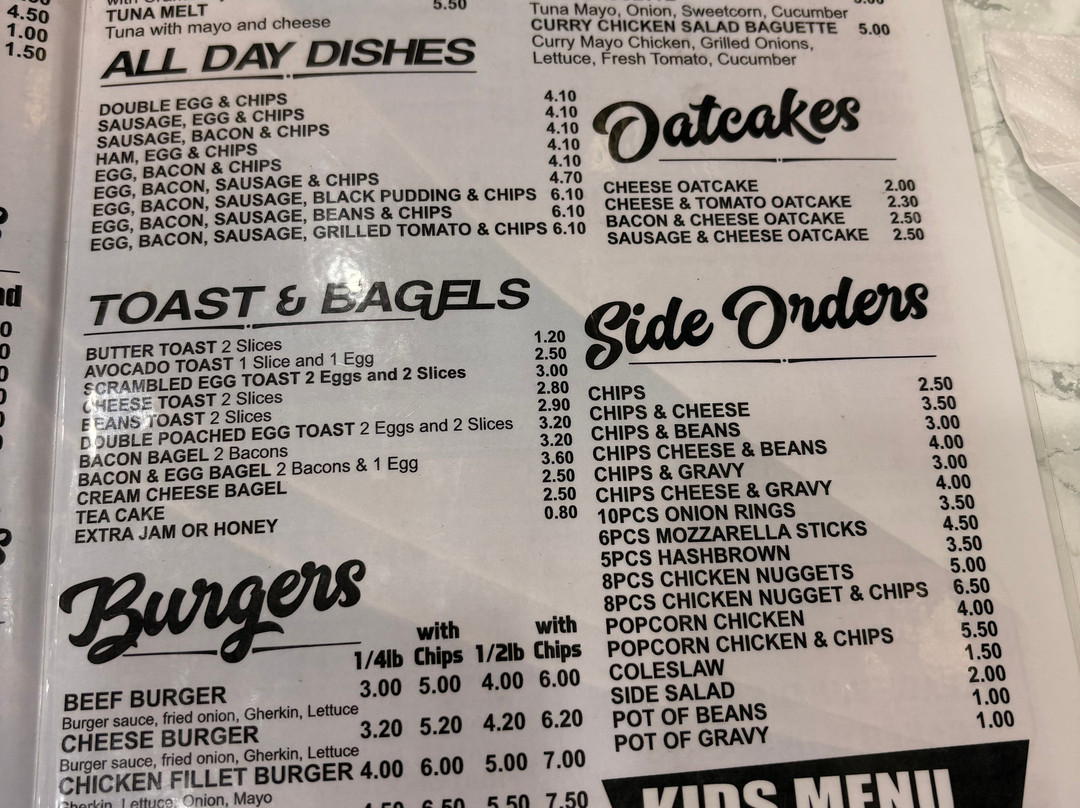 4.50
1.00
1.50
TUNA MELT 5.50
Tuna with mayo and cheese
ALL DAY DISHES
DOUBLE EGG & CHIPS 4.10
SAUSAGE, EGG & CHIPS 4.10
SAUSAGE, BACON & CHIPS 4.10
HAM, EGG & CHIPS 4.10
EGG, BACON & CHIPS 4.10
EGG, BACON, SAUSAGE & CHIPS 4.70
EGG, BACON, SAUSAGE, BLACK PUDDING & CHIPS 6.10
EGG, BACON, SAUSAGE, BEANS & CHIPS 6.10
EGG, BACON, SAUSAGE, GRILLED TOMATO & CHIPS 6.10
TOAST & BAGELS
BUTTER TOAST 2 Slices 1.20
AVOCADO TOAST 1 Slice and 1 Egg 2.50
SCRAMBLED EGG TOAST 2 Eggs and 2 Slices 3.00
CHEESE TOAST 2 Slices 2.80
BEANS TOAST 2 Slices 2.90
DOUBLE POACHED EGG TOAST 2 Eggs and 2 Slices 3.20
BACON BAGEL 2 Bacons 3.20
BACON & EGG BAGEL 2 Bacons & 1 Egg 3.60
CREAM CHEESE BAGEL 2.50
TEA CAKE 2.50
EXTRA JAM OR HONEY 0.80
Burgers
1/4lb with Chips 1/2lb with Chips
BEEF BURGER 3.00 5.00 4.00 6.00
Burger sauce, fried onion, Gherkin, Lettuce
CHEESE BURGER 3.20 5.20 4.20 6.20
Burger sauce, fried onion, Gherkin, Lettuce
CHICKEN FILLET BURGER 4.00 6.00 5.00 7.00
Gherkin, Lettuce, Onion, Mayo
4.50 6.50 5.50 7.50
Tuna Mayo, Onion, Sweetcorn, Cucumber
CURRY CHICKEN SALAD BAGUETTE 5.00
Curry Mayo Chicken, Grilled Onions,
Lettuce, Fresh Tomato, Cucumber
Oatcakes
CHEESE OATCAKE 2.00
CHEESE & TOMATO OATCAKE 2.30
BACON & CHEESE OATCAKE 2.50
SAUSAGE & CHEESE OATCAKE 2.50
Side Orders
CHIPS 2.50
CHIPS & CHEESE 3.50
CHIPS & BEANS 3.00
CHIPS CHEESE & BEANS 4.00
CHIPS & GRAVY 3.00
CHIPS CHEESE & GRAVY 4.00
10PCS ONION RINGS 3.50
6PCS MOZZARELLA STICKS 4.50
5PCS HASHBROWN 3.50
8PCS CHICKEN NUGGETS 5.00
8PCS CHICKEN NUGGET & CHIPS 6.50
POPCORN CHICKEN 4.00
POPCORN CHICKEN & CHIPS 5.50
COLESLAW 1.50
SIDE SALAD 2.00
POT OF BEANS 1.00
POT OF GRAVY 1.00
KIDS MENU